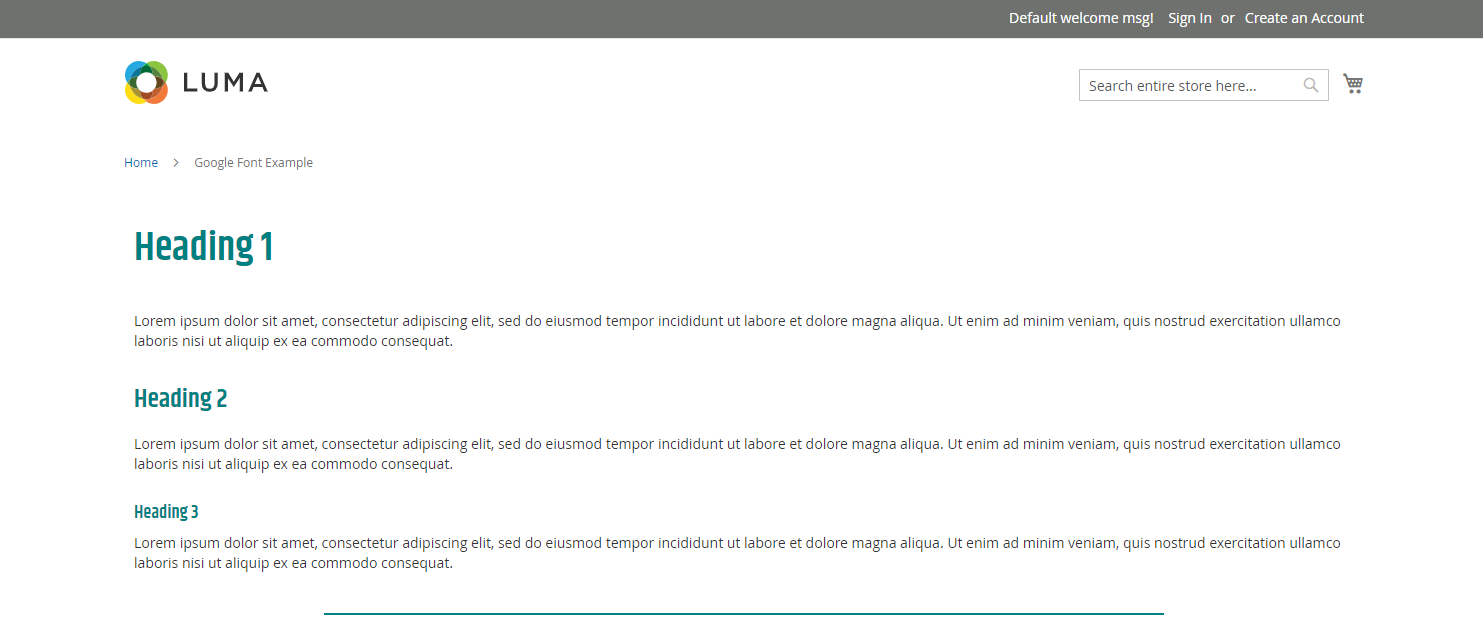 Default welcome msg! Sign In or Create an Account
LUMA
Search entire store here...
Home > Google Font Example
Heading 1
Lorem ipsum dolor sit amet, consectetur adipiscing elit, sed do eiusmod tempor incididunt ut labore et dolore magna aliqua. Ut enim ad minim veniam, quis nostrud exercitation ullamco
laboris nisi ut aliquip ex ea commodo consequat.
Heading 2
Lorem ipsum dolor sit amet, consectetur adipiscing elit, sed do eiusmod tempor incididunt ut labore et dolore magna aliqua. Ut enim ad minim veniam, quis nostrud exercitation ullamco
laboris nisi ut aliquip ex ea commodo consequat.
Heading 3
Lorem ipsum dolor sit amet, consectetur adipiscing elit, sed do eiusmod tempor incididunt ut labore et dolore magna aliqua. Ut enim ad minim veniam, quis nostrud exercitation ullamco
laboris nisi ut aliquip ex ea commodo consequat.